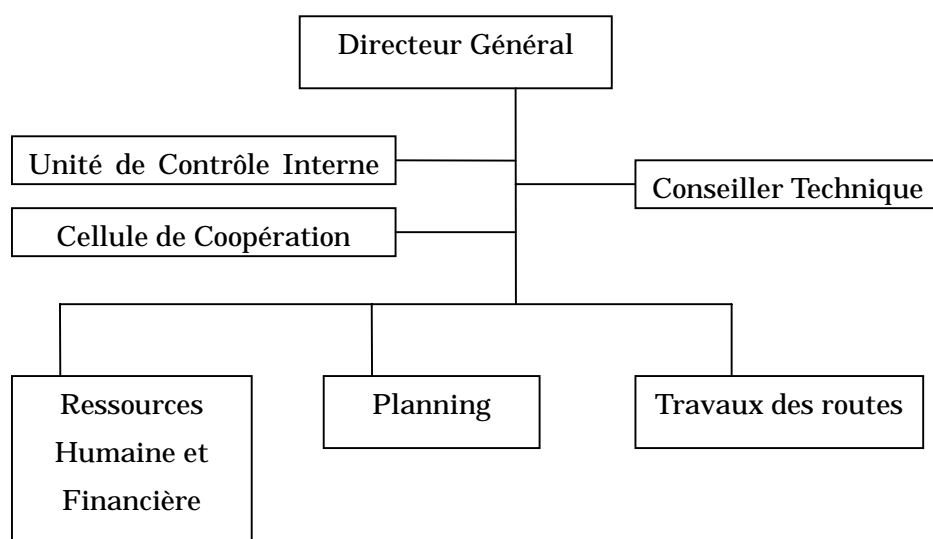 Directeur Général
Unité de Contrôle Interne
Conseiller Technique
Cellule de Coopération
Ressources
Humaine et
Financière
Planning
Travaux des routes